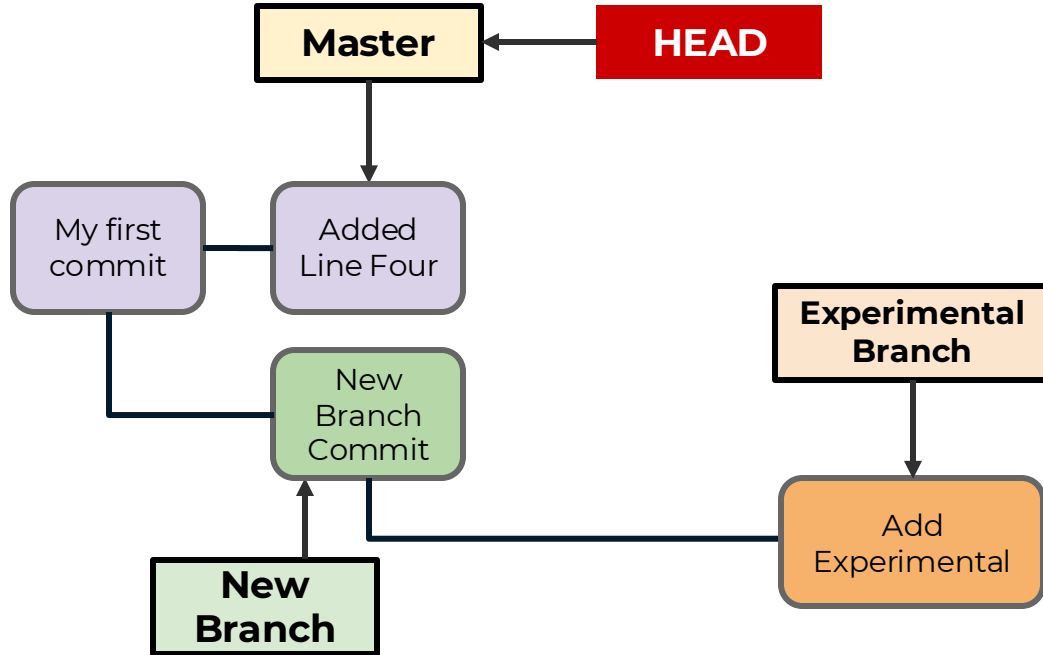 Master
HEAD
My first
commit
Added
Line Four
Experimental
Branch
New
Branch
Commit
Add
Experimental
New
Branch